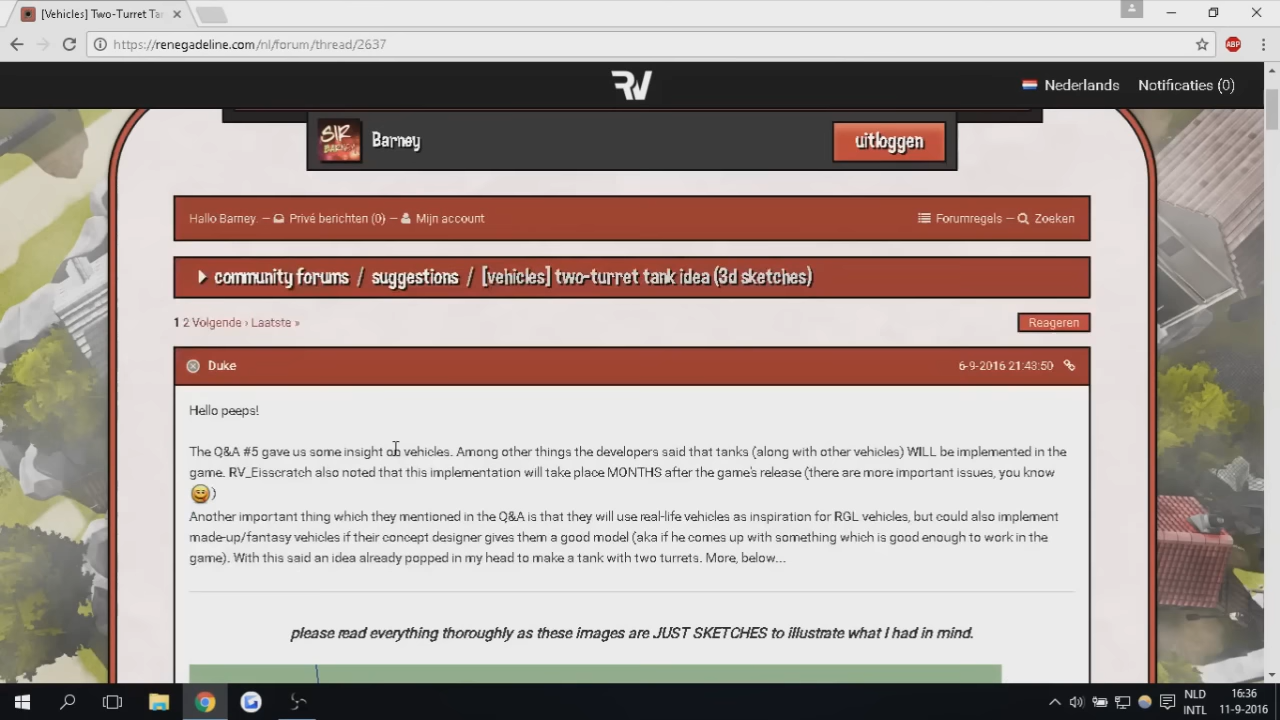 [Vehicles] Two-Turret Ta
https://renegadeline.com/nl/forum/thread/2637
ABP
RV
Nederlands
Notificaties (0)
SIR
BARNEY
Barney
uitloggen
Hallo Barney. – Privé berichten (0) – Mijn account
Forumregels – Zoeken
community forums / suggestions / [vehicles] two-turret tank idea (3d sketches)
1 2 Volgende › Laatste »
Reageren
Duke
6-9-2016 21:43:50
Hello peeps!
The Q&A #5 gave us some insight on vehicles. Among other things the developers said that tanks (along with other vehicles) WILL be implemented in the
game. RV_Eisscratch also noted that this implementation will take place MONTHS after the game's release (there are more important issues, you know
)
Another important thing which they mentioned in the Q&A is that they will use real-life vehicles as inspiration for RGL vehicles, but could also implement
made-up/fantasy vehicles if their concept designer gives them a good model (aka if he comes up with something which is good enough to work in the
game). With this said an idea already popped in my head to make a tank with two turrets. More, below...
please read everything thoroughly as these images are JUST SKETCHES to illustrate what I had in mind.
NLD
INTL
16:36
11-9-2016